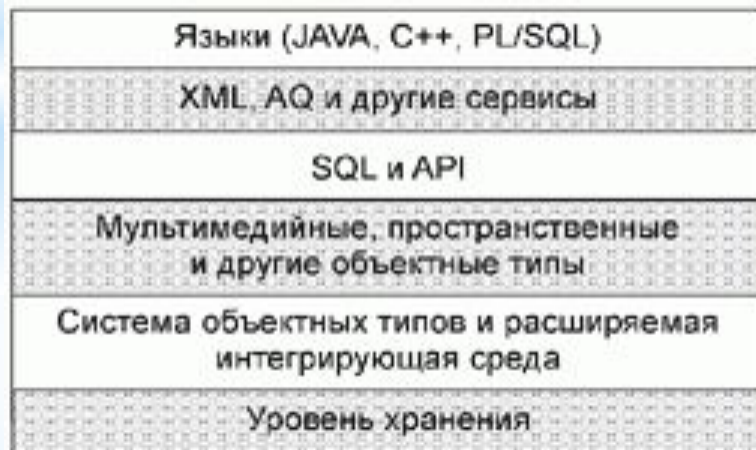 Языки (JAVA, C++, PL/SQL)
XML, AQ и другие сервисы
SQL и API
Мультимедийные, пространственные
и другие объектные типы
Система объектных типов и расширяемая
интегрирующая среда
Уровень хранения